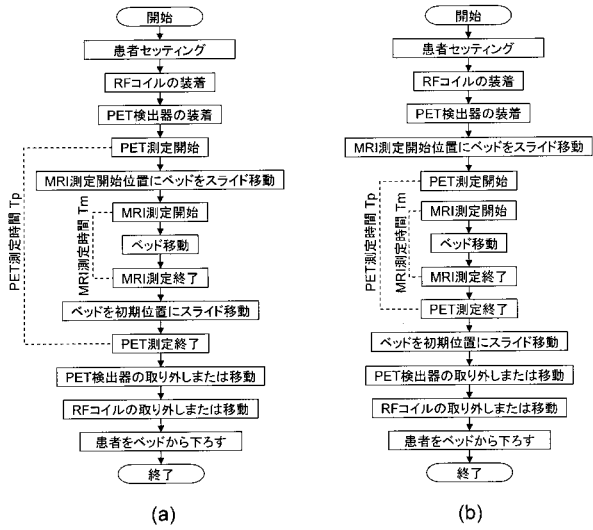 開始
患者セッティング
RFコイルの装着
PET検出器の装着
PET測定開始
MRI測定開始位置にベッドをスライド移動
MRI測定開始
ベッド移動
MRI測定終了
ベッドを初期位置にスライド移動
PET測定終了
PET検出器の取り外しまたは移動
RFコイルの取り外しまたは移動
患者をベッドから下ろす
終了
PET測定時間 Tp
MRI測定時間 Tm
(a)
開始
患者セッティング
RFコイルの装着
PET検出器の装着
MRI測定開始位置にベッドをスライド移動
PET測定開始
MRI測定開始
ベッド移動
MRI測定終了
PET測定終了
ベッドを初期位置にスライド移動
PET検出器の取り外しまたは移動
RFコイルの取り外しまたは移動
患者をベッドから下ろす
終了
PET測定時間 Tp
MRI測定時間 Tm
(b)